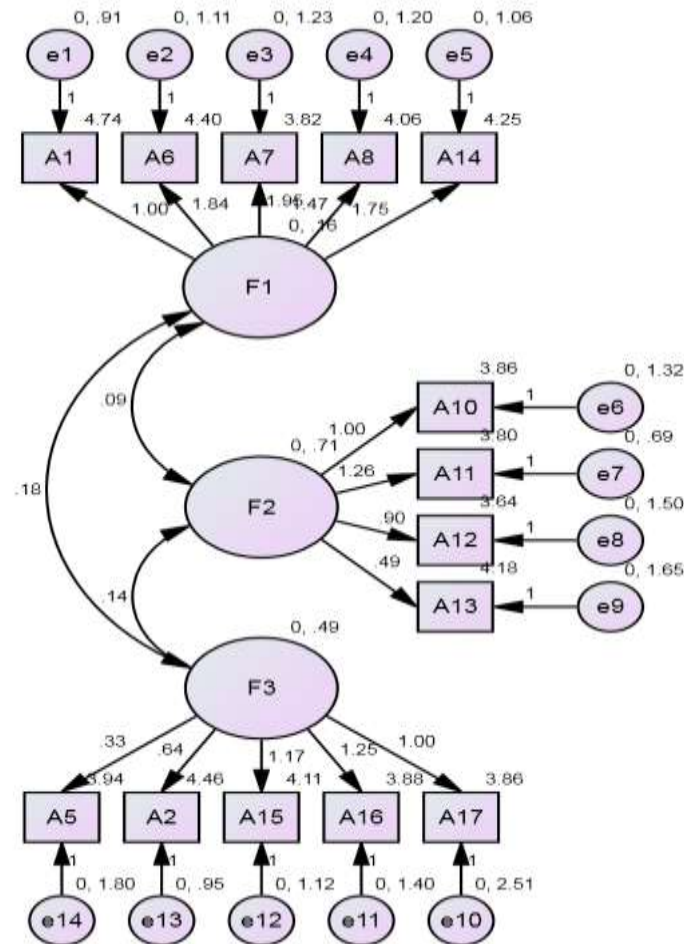 0, .91 0, 1.11 0, 1.23 0, 1.20 0, 1.06
e1 e2 e3 e4 e5
1 1 1 1 1
4.74 4.40 3.82 4.06 4.25
A1 A6 A7 A8 A14
1.00 1.84 1.95 1.47 1.75
0, .16
F1
3.86 0, 1.32
.09 A10 1 e6
1.00 3.80 0, .69
0, .71 A11 1 e7
1.26 3.64 0, 1.50
.18 F2 .90 A12 1 e8
.49 4.18 0, 1.65
.14 A13 1 e9
0, .49
F3
.33 .64 1.17 1.25 1.00
3.94 4.46 4.11 3.88 3.86
A5 A2 A15 A16 A17
1 1 1 1 1
0, 1.80 0, .95 0, 1.12 0, 1.40 0, 2.51
e14 e13 e12 e11 e10